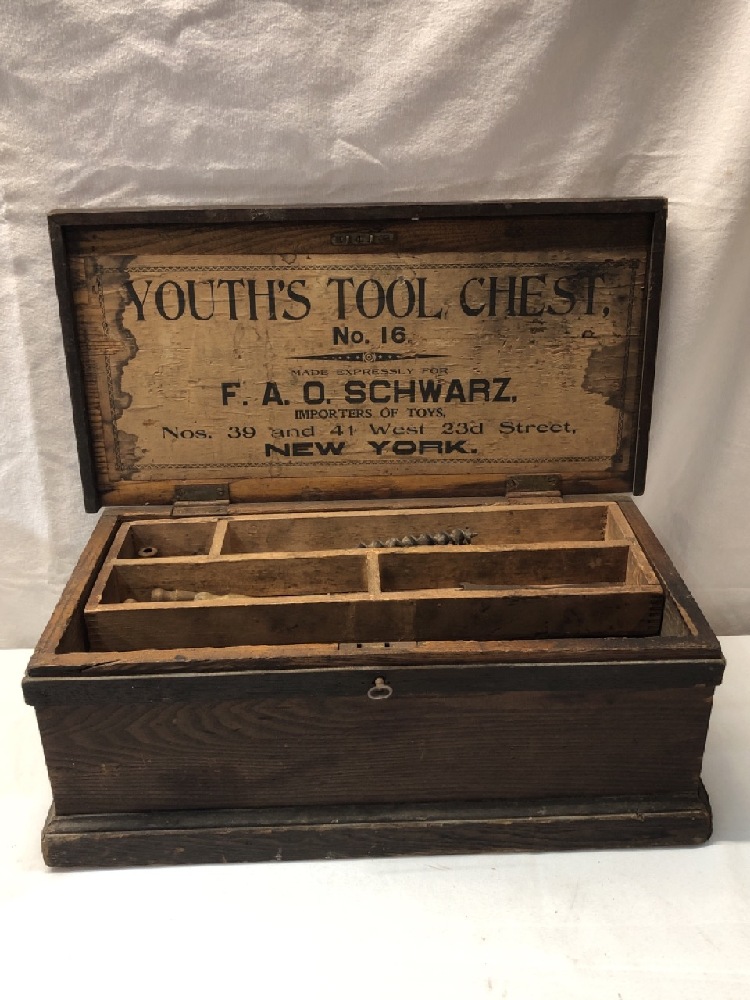 YOUTH'S TOOL CHEST,
No. 16.
MADE EXPRESSLY FOR
F. A. O. SCHWARZ,
IMPORTERS OF TOYS,
Nos. 39 and 41 West 23d Street,
NEW YORK.